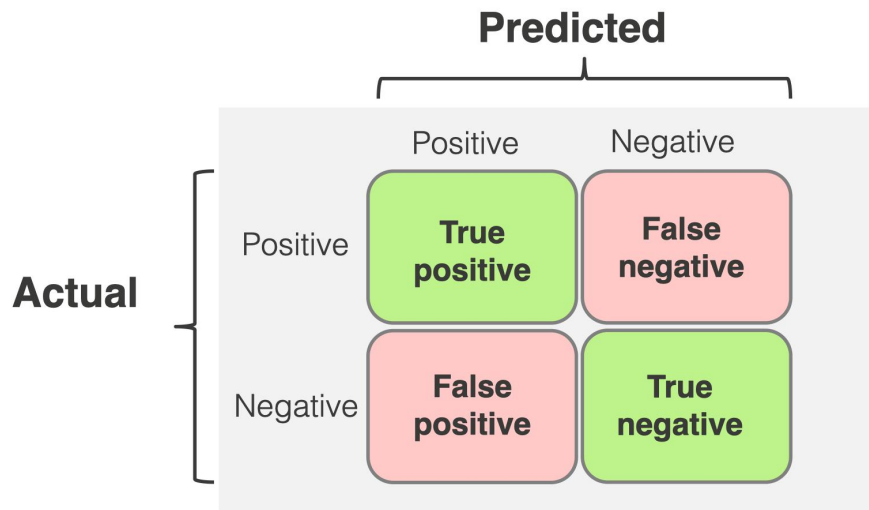 Predicted
Positive
Negative
Actual
Positive
True
positive
False
negative
Negative
False
positive
True
negative